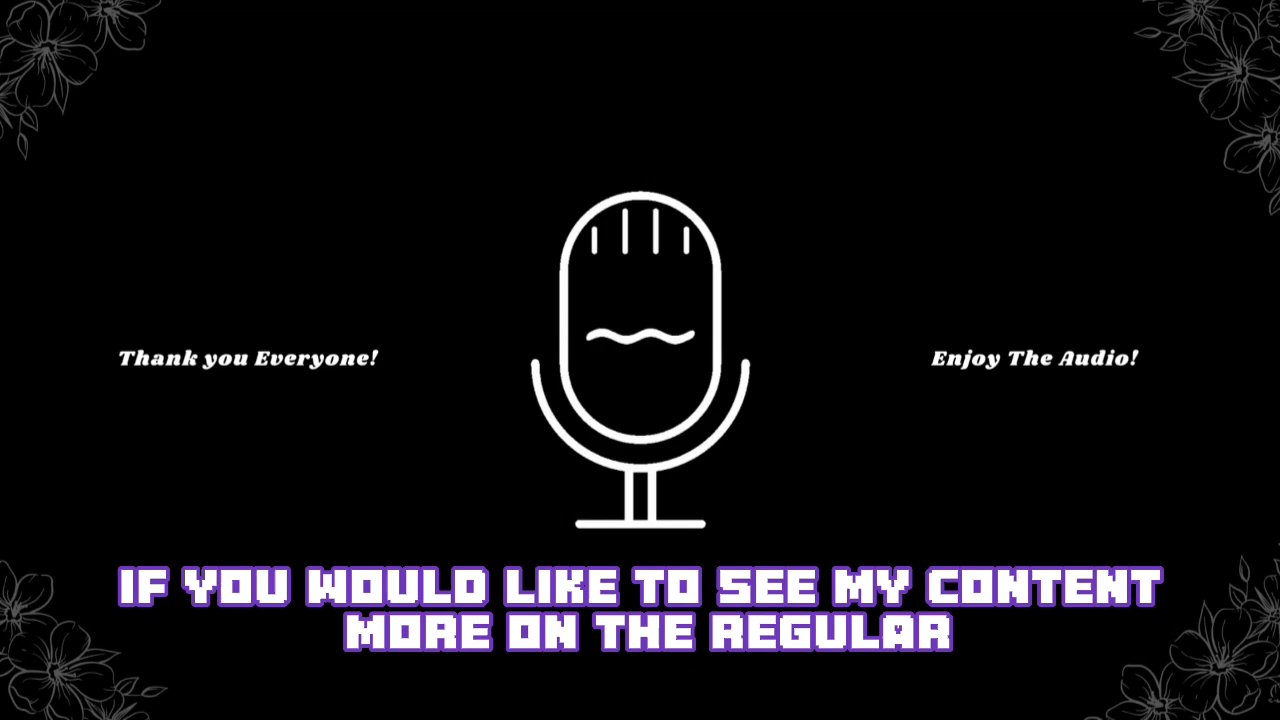 Thank you Everyone!
Enjoy The Audio!
IF YOU WOULD LIKE TO SEE MY CONTENT
MORE ON THE REGULAR